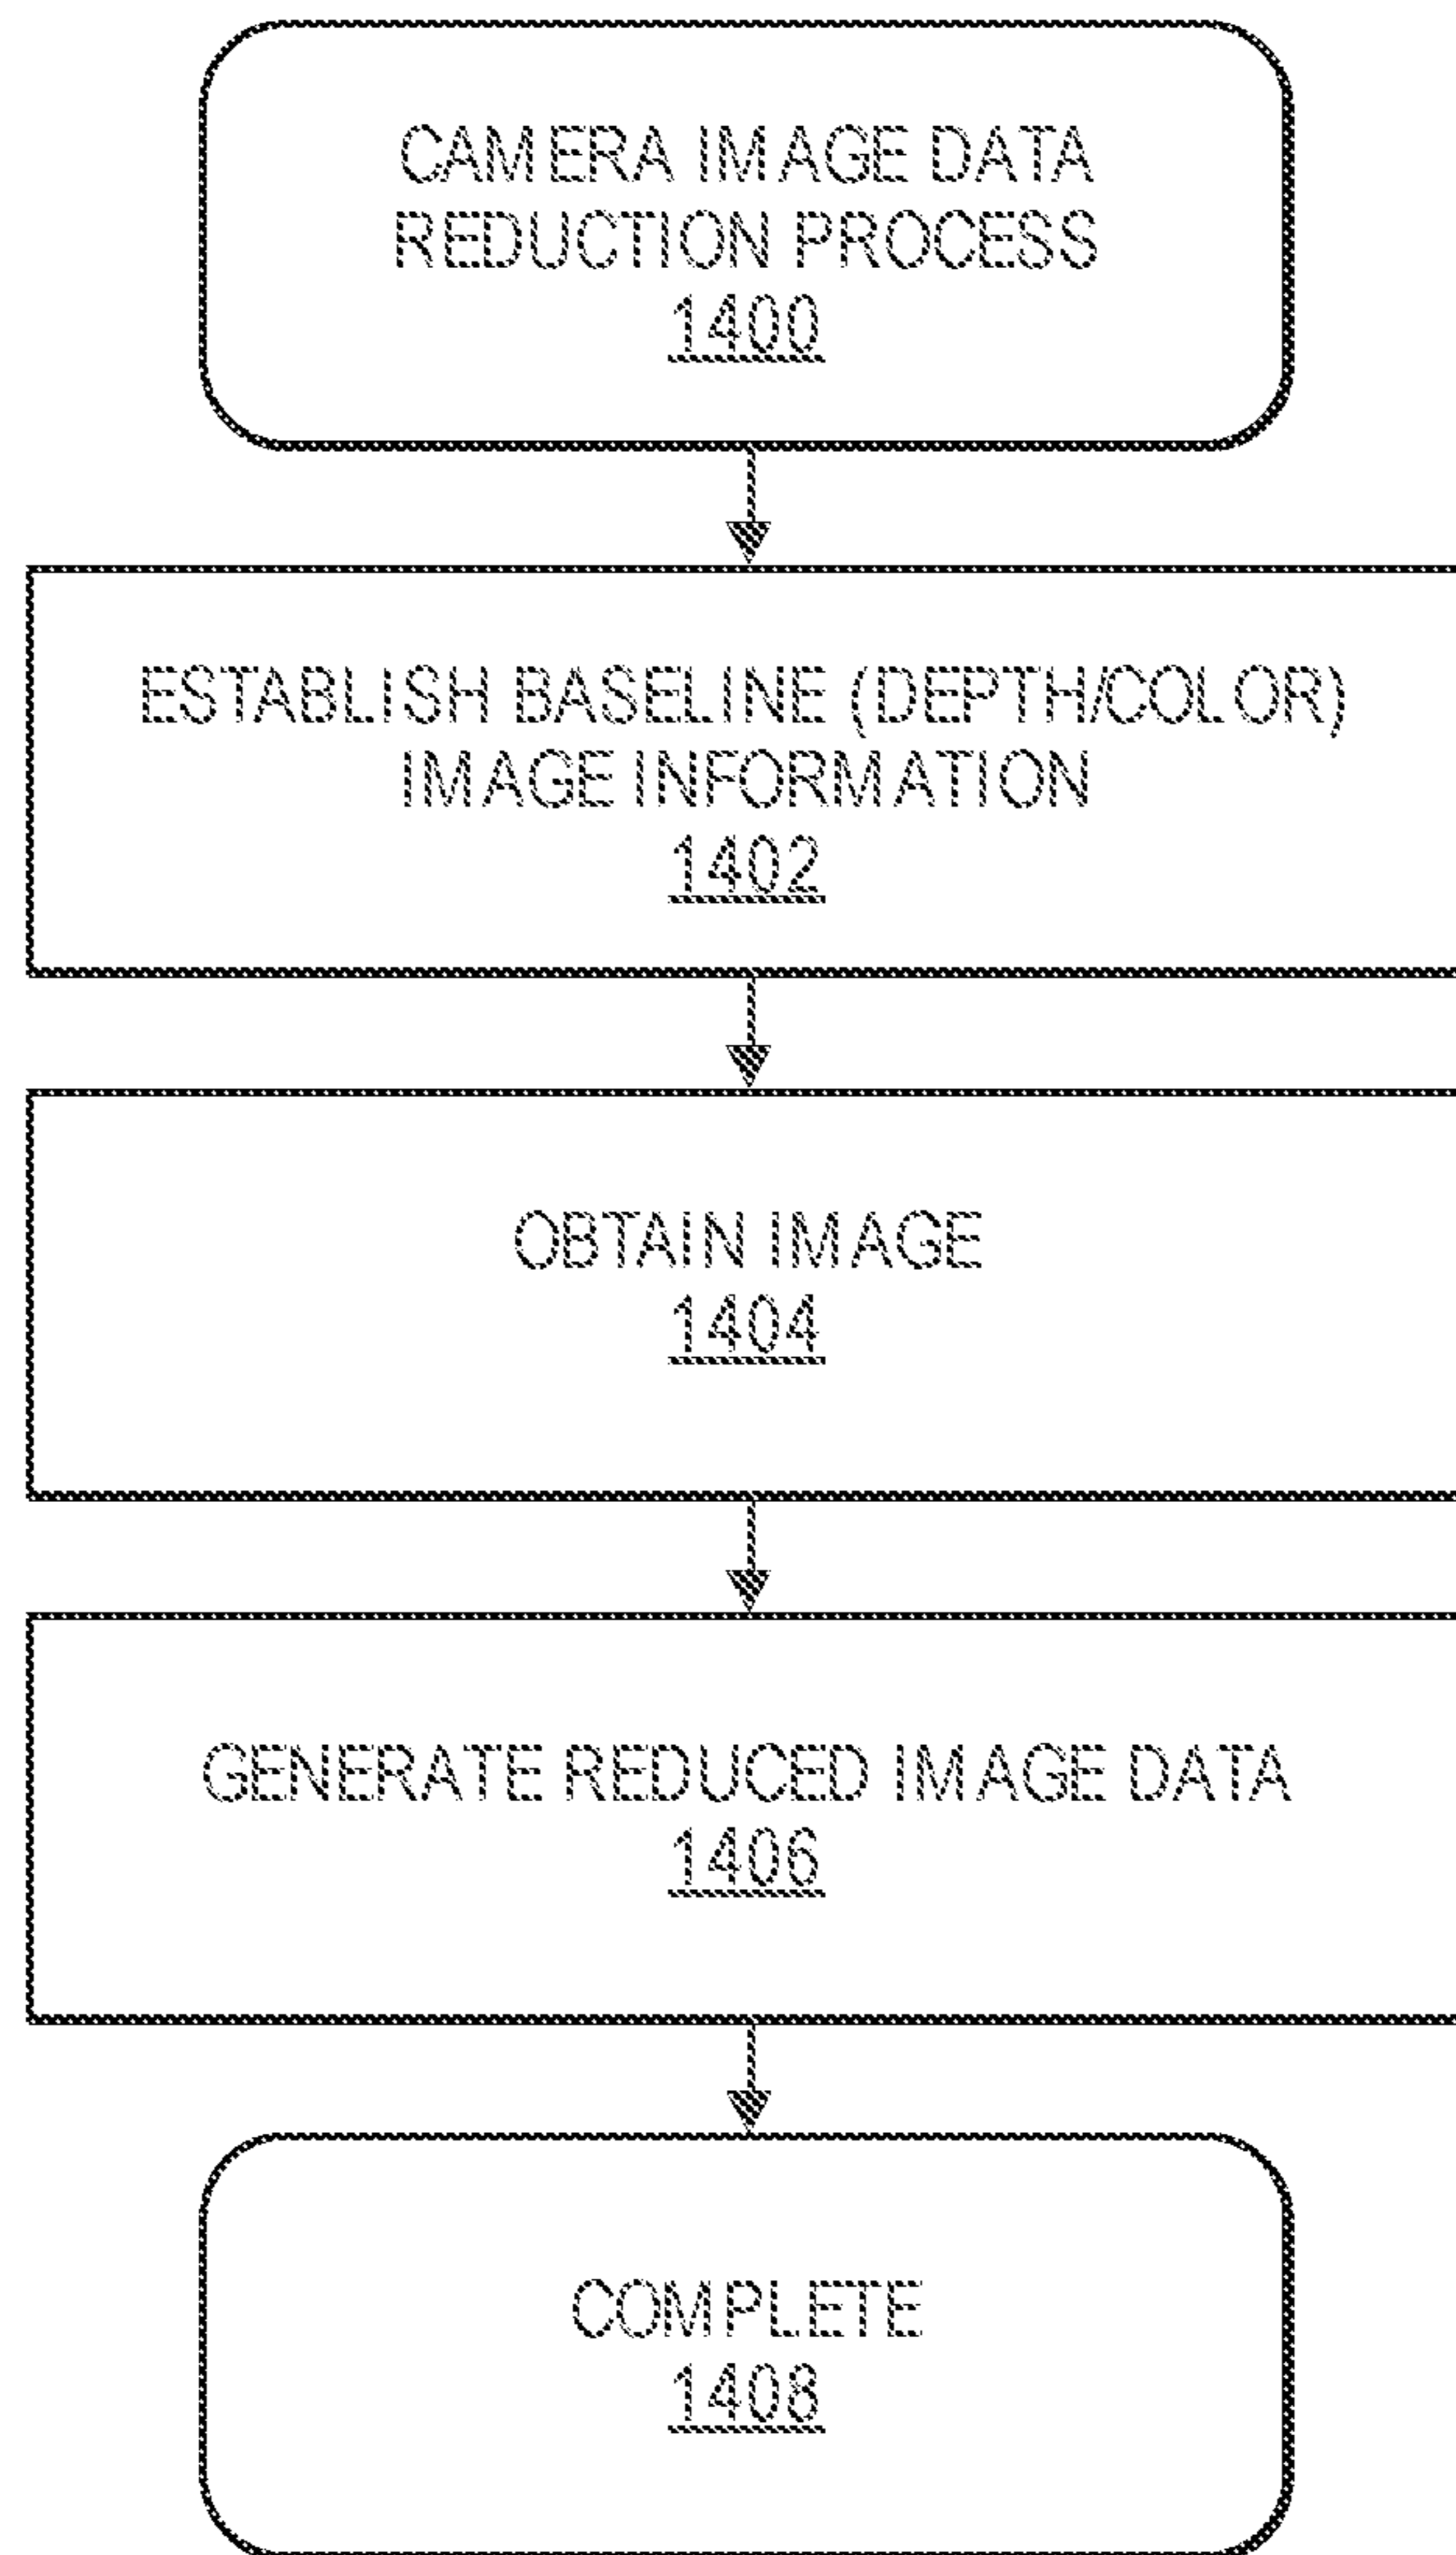 CAMERA IMAGE DATA
REDUCTION PROCESS
1400
ESTABLISH BASELINE (DEPTH/COLOR)
IMAGE INFORMATION
1402
OBTAIN IMAGE
1404
GENERATE REDUCED IMAGE DATA
1406
COMPLETE
1408